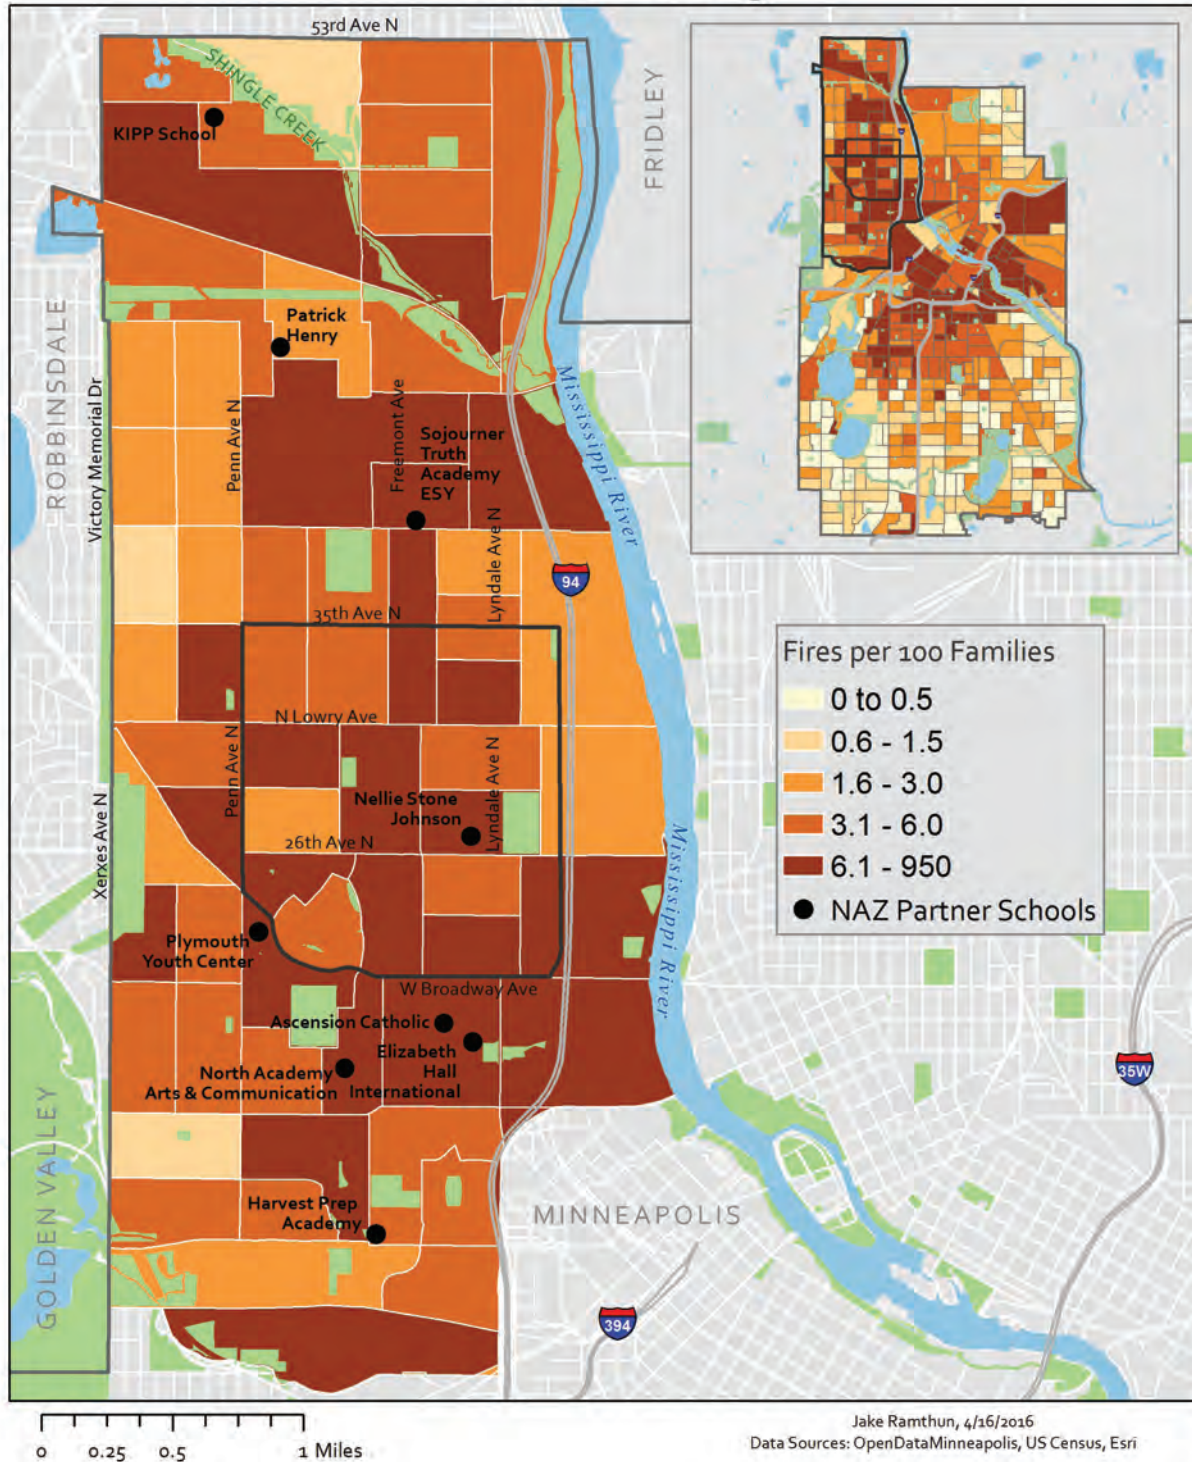 53rd Ave N
SHINGLE CREEK
FRIDLEY
KIPP School
ROBBINSDALE
Patrick
Henry
Victory Memorial Dr
Penn Ave N
Freemont Ave
Sojourner
Truth
Academy
ESY
Mississippi River
Lyndale Ave N
94
35th Ave N
Fires per 100 Families
0 to 0.5
0.6 - 1.5
1.6 - 3.0
3.1 - 6.0
6.1 - 950
NAZ Partner Schools
N Lowry Ave
Penn Ave N
Lyndale Ave N
Xerxes Ave N
Nellie Stone
Johnson
26th Ave N
Mississippi River
Plymouth
Youth Center
W Broadway Ave
Ascension Catholic
Elizabeth
Hall
International
North Academy
Arts & Communication
35W
GOLDEN VALLEY
Harvest Prep
Academy
MINNEAPOLIS
394
0 0.25 0.5 1 Miles
Jake Ramthun, 4/16/2016
Data Sources: OpenDataMinneapolis, US Census, Esri